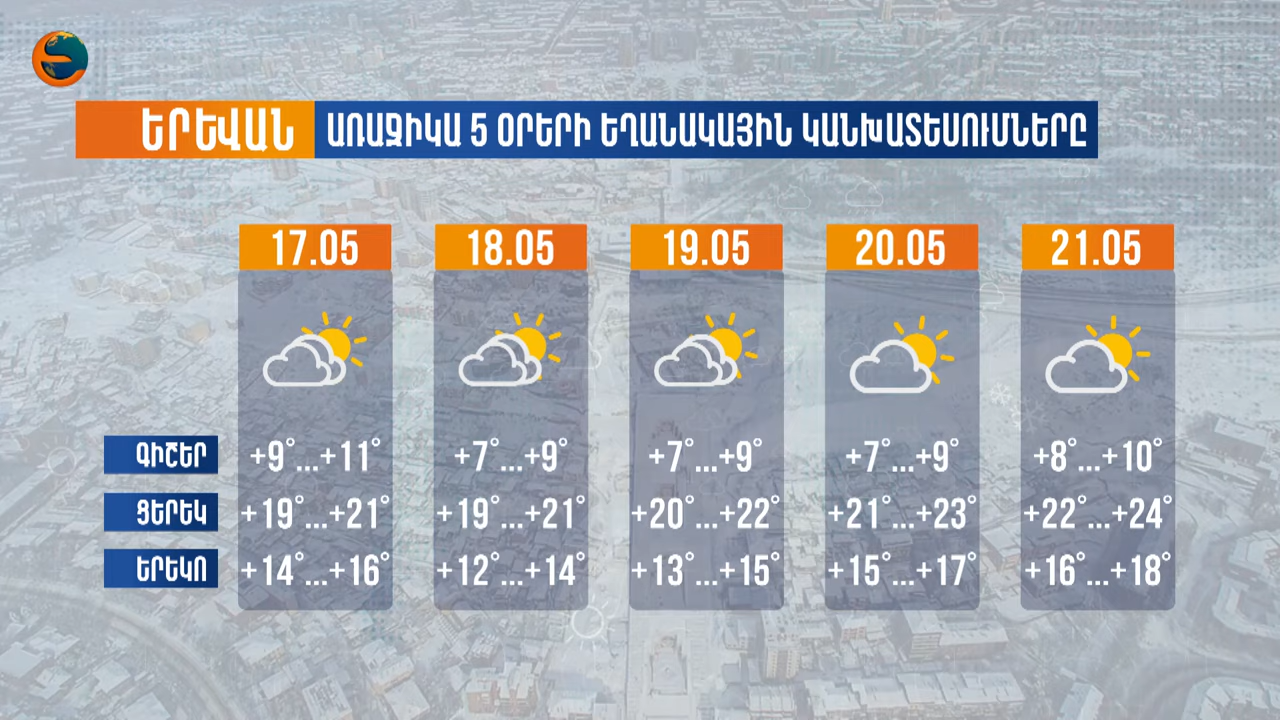 ԵՐԵՎԱՆ ԱՌԱՋԻԿԱ 5 ՕՐԵՐԻ ԵՂԱՆԱԿԱՅԻՆ ԿԱՆԽԱՏԵՍՈՒՄՆԵՐԸ
17.05 18.05 19.05 20.05 21.05
ԳԻՇԵՐ +9°...+11° +7°...+9° +7°...+9° +7°...+9° +8°...+10°
ՑԵՐԵԿ +19°...+21° +19°...+21° +20°...+22° +21°...+23° +22°...+24°
ԵՐԵԿՈ +14°...+16° +12°...+14° +13°...+15° +15°...+17° +16°...+18°